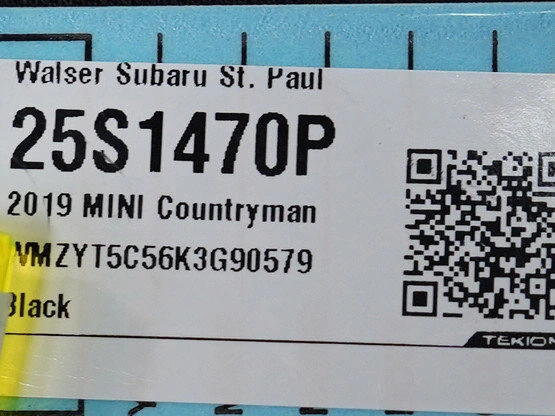 Walser Subaru St. Paul
25S1470P
2019 MINI Countryman
WMZYT5C56K3G90579
Black
TEKION